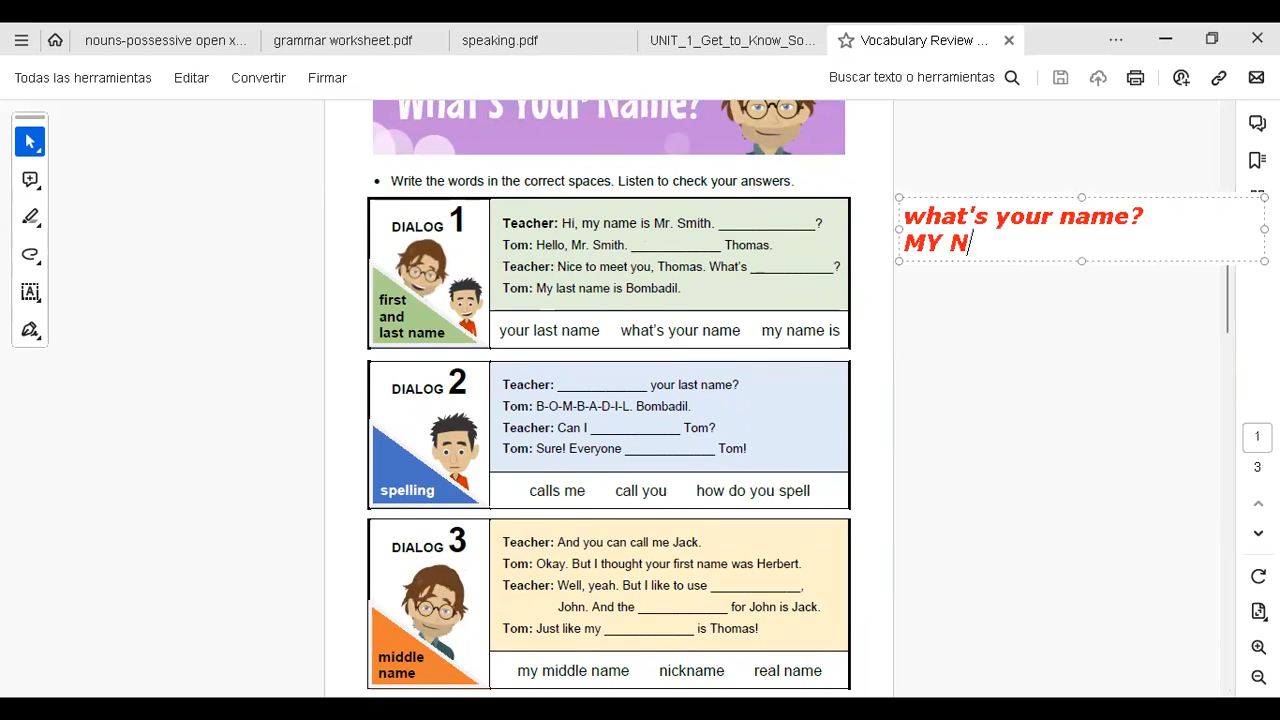 nouns-possessive open x...
grammar worksheet.pdf
speaking.pdf
UNIT_1_Get_to_Know_So...
Vocabulary Review ...
Todas las herramientas
Editar
Convertir
Firmar
Buscar texto o herramientas
What's Your Name?
• Write the words in the correct spaces. Listen to check your answers.
DIALOG 1
first
and
last name
Teacher: Hi, my name is Mr. Smith. ______________?
Tom: Hello, Mr. Smith. _____________ Thomas.
Teacher: Nice to meet you, Thomas. What's ____________?
Tom: My last name is Bombadil.
your last name what's your name my name is
DIALOG 2
spelling
Teacher: _____________ your last name?
Tom: B-O-M-B-A-D-I-L. Bombadil.
Teacher: Can I _____________ Tom?
Tom: Sure! Everyone _____________ Tom!
calls me call you how do you spell
DIALOG 3
middle
name
Teacher: And you can call me Jack.
Tom: Okay. But I thought your first name was Herbert.
Teacher: Well, yeah. But I like to use _____________,
John. And the _____________ for John is Jack.
Tom: Just like my _____________ is Thomas!
my middle name nickname real name
what's your name?
MY N
1
3